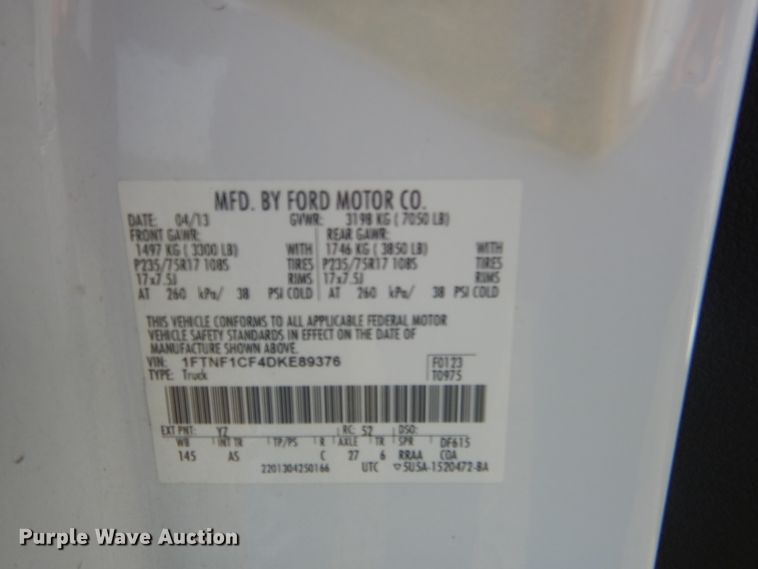 MFD. BY FORD MOTOR CO.
DATE: 04/13 GVWR: 3198 KG ( 7050 LB)
FRONT GAWR: REAR GAWR:
1497 KG ( 3300 LB) WITH 1746 KG ( 3850 LB) WITH
P235/75R17 108S TIRES P235/75R17 108S TIRES
17x7.5J RIMS 17x7.5J RIMS
AT 260 kPa/ 38 PSI COLD AT 260 kPa/ 38 PSI COLD
THIS VEHICLE CONFORMS TO ALL APPLICABLE FEDERAL MOTOR
VEHICLE SAFETY STANDARDS IN EFFECT ON THE DATE OF
MANUFACTURE SHOWN ABOVE.
VIN: 1FTNF1CF4DKE89376 F0123
TYPE: Truck T0975
EXT PNT: YZ RC: 52 DSO:
WB INT TR TP/PS R AXLE TR SPR DF615
145 AS C 27 6 RRAA COA
2201304250166 UTC ▽5U5A-1520472-BA
Purple Wave Auction